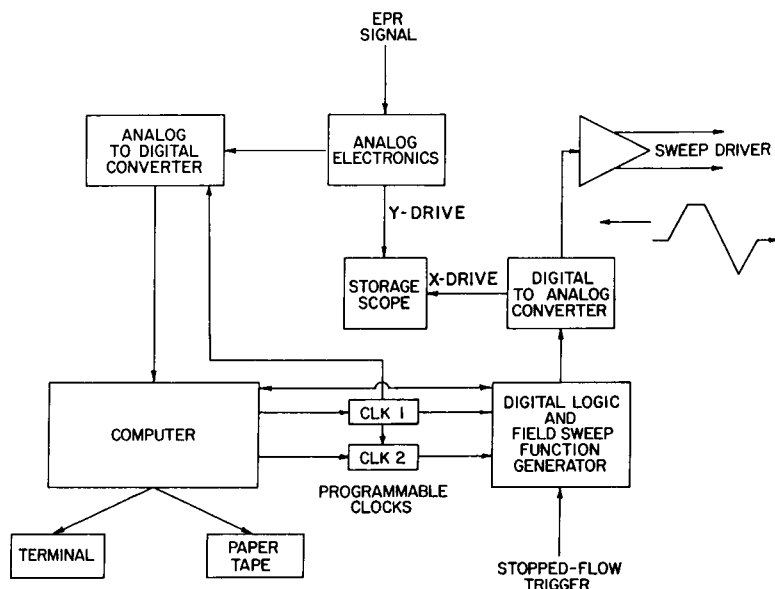 EPR
SIGNAL
ANALOG
TO DIGITAL
CONVERTER
ANALOG
ELECTRONICS
SWEEP DRIVER
Y-DRIVE
STORAGE
SCOPE
X-DRIVE
DIGITAL
TO ANALOG
CONVERTER
COMPUTER
CLK 1
CLK 2
PROGRAMMABLE
CLOCKS
DIGITAL LOGIC
AND
FIELD SWEEP
FUNCTION
GENERATOR
TERMINAL
PAPER
TAPE
STOPPED-FLOW
TRIGGER